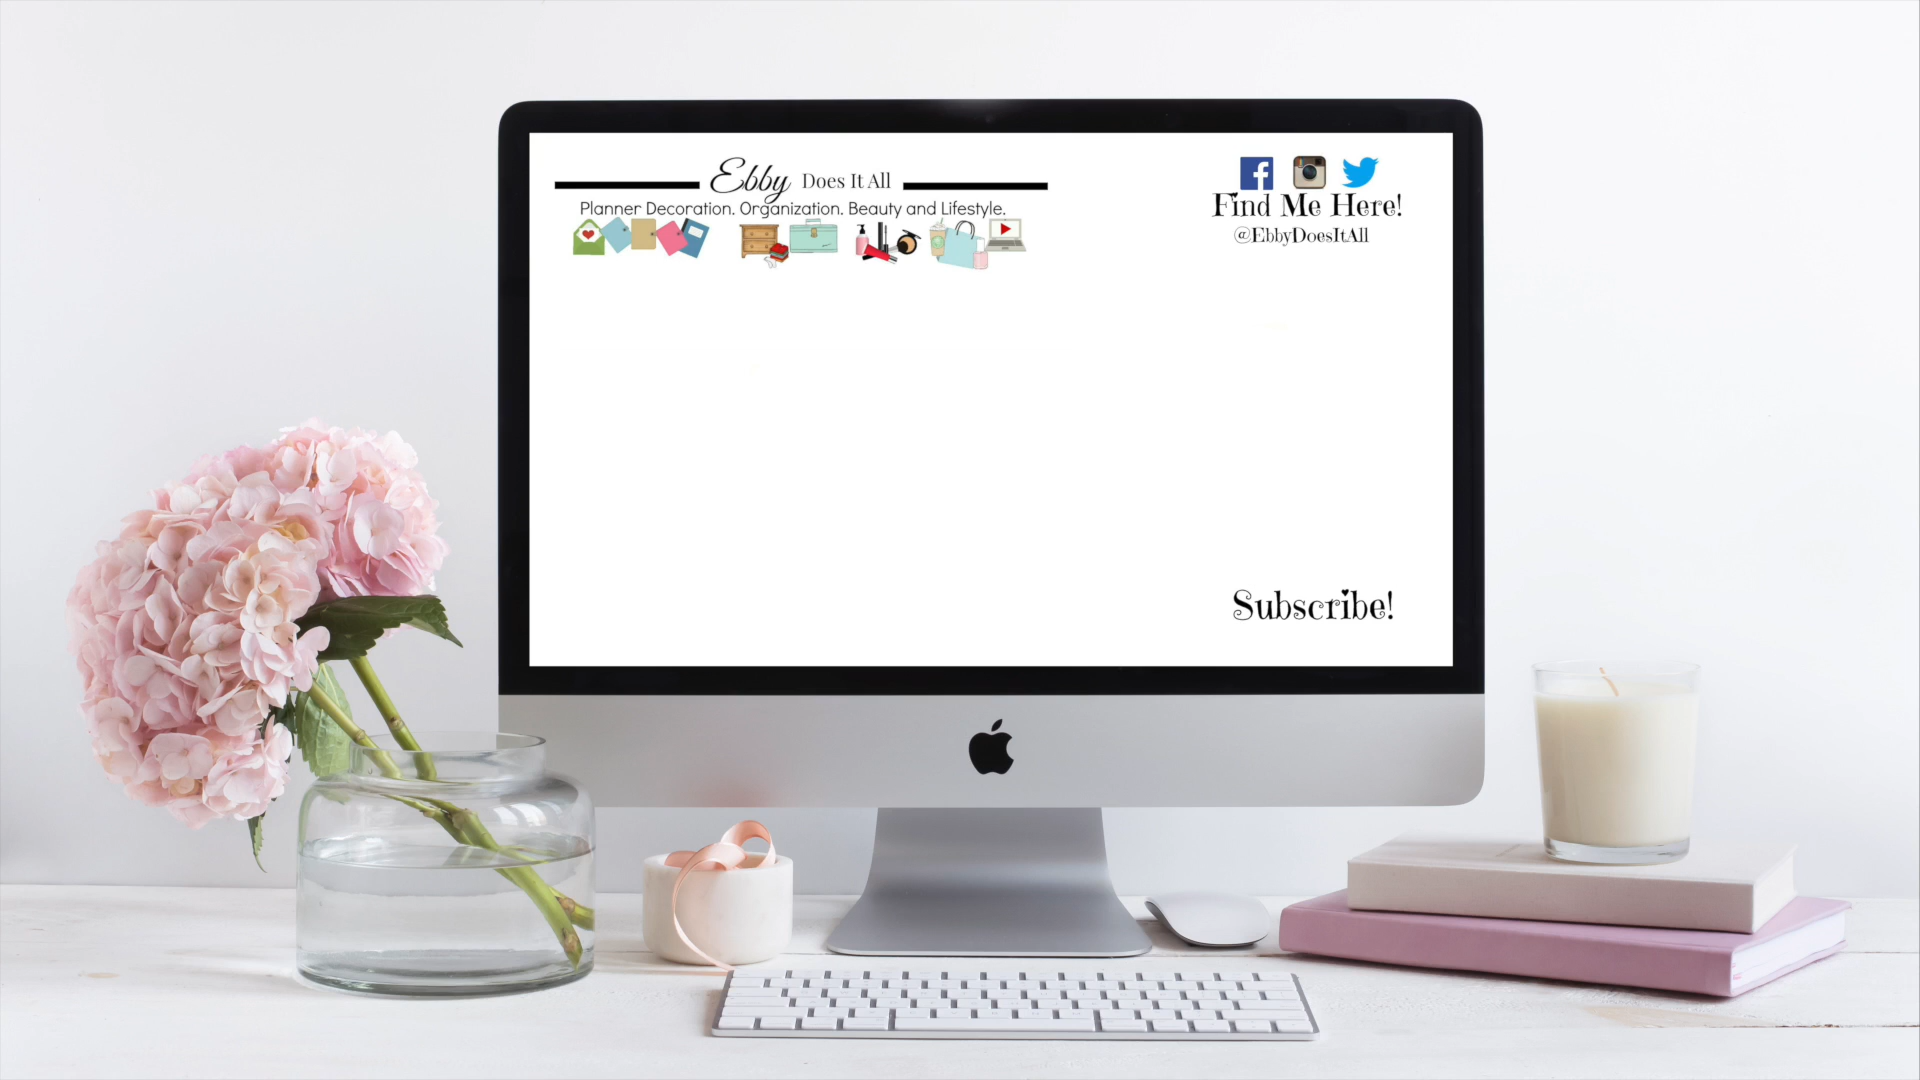 Ebby Does It All
Planner Decoration. Organization. Beauty and Lifestyle.
Find Me Here!
@EbbyDoesItAll
Subscribe!